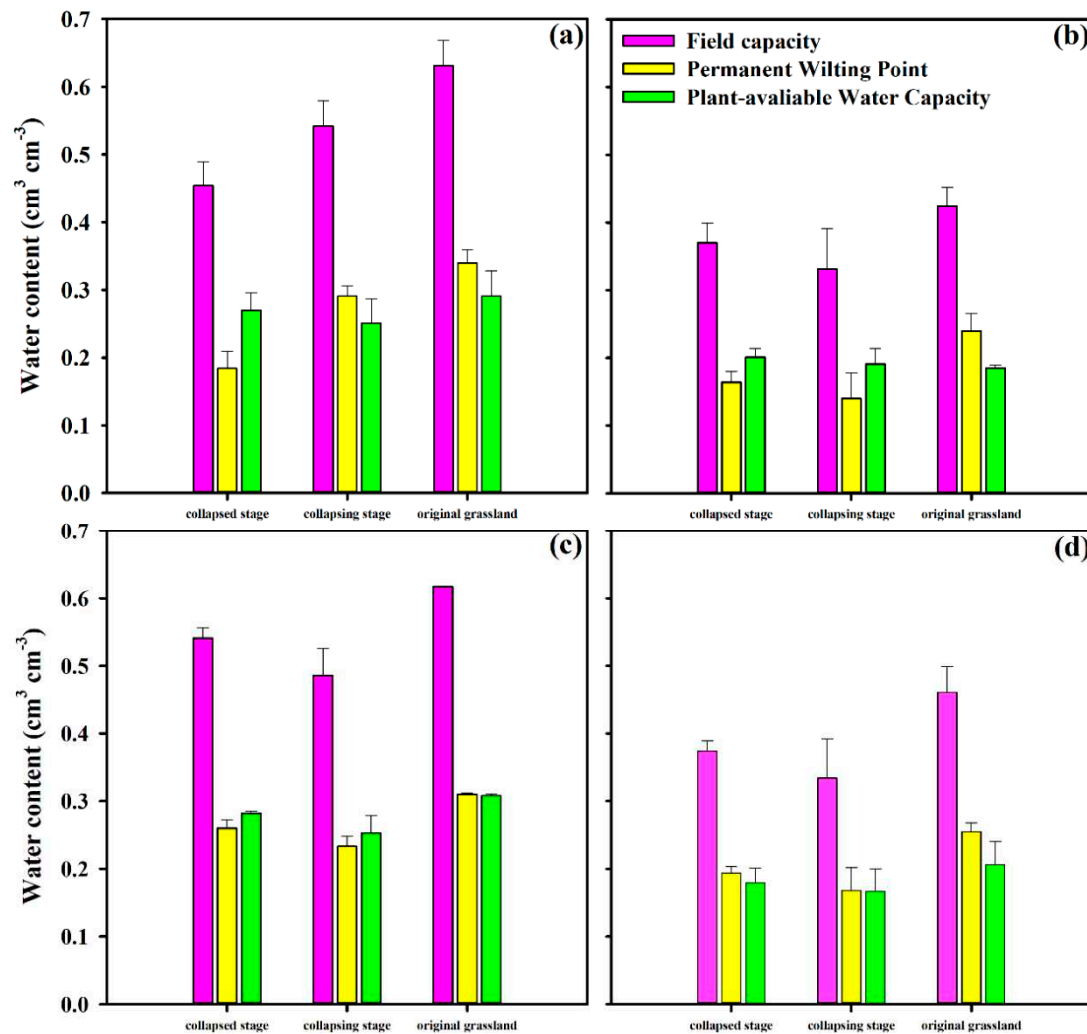 (a)
0.7
0.6
0.5
0.4
0.3
0.2
0.1
0.0
Water content (cm³ cm⁻³)
collapsed stage collapsing stage original grassland
(b)
Field capacity
Permanent Wilting Point
Plant-avaliable Water Capacity
collapsed stage collapsing stage original grassland
(c)
0.7
0.6
0.5
0.4
0.3
0.2
0.1
0.0
Water content (cm³ cm⁻³)
collapsed stage collapsing stage original grassland
(d)
collapsed stage collapsing stage original grassland